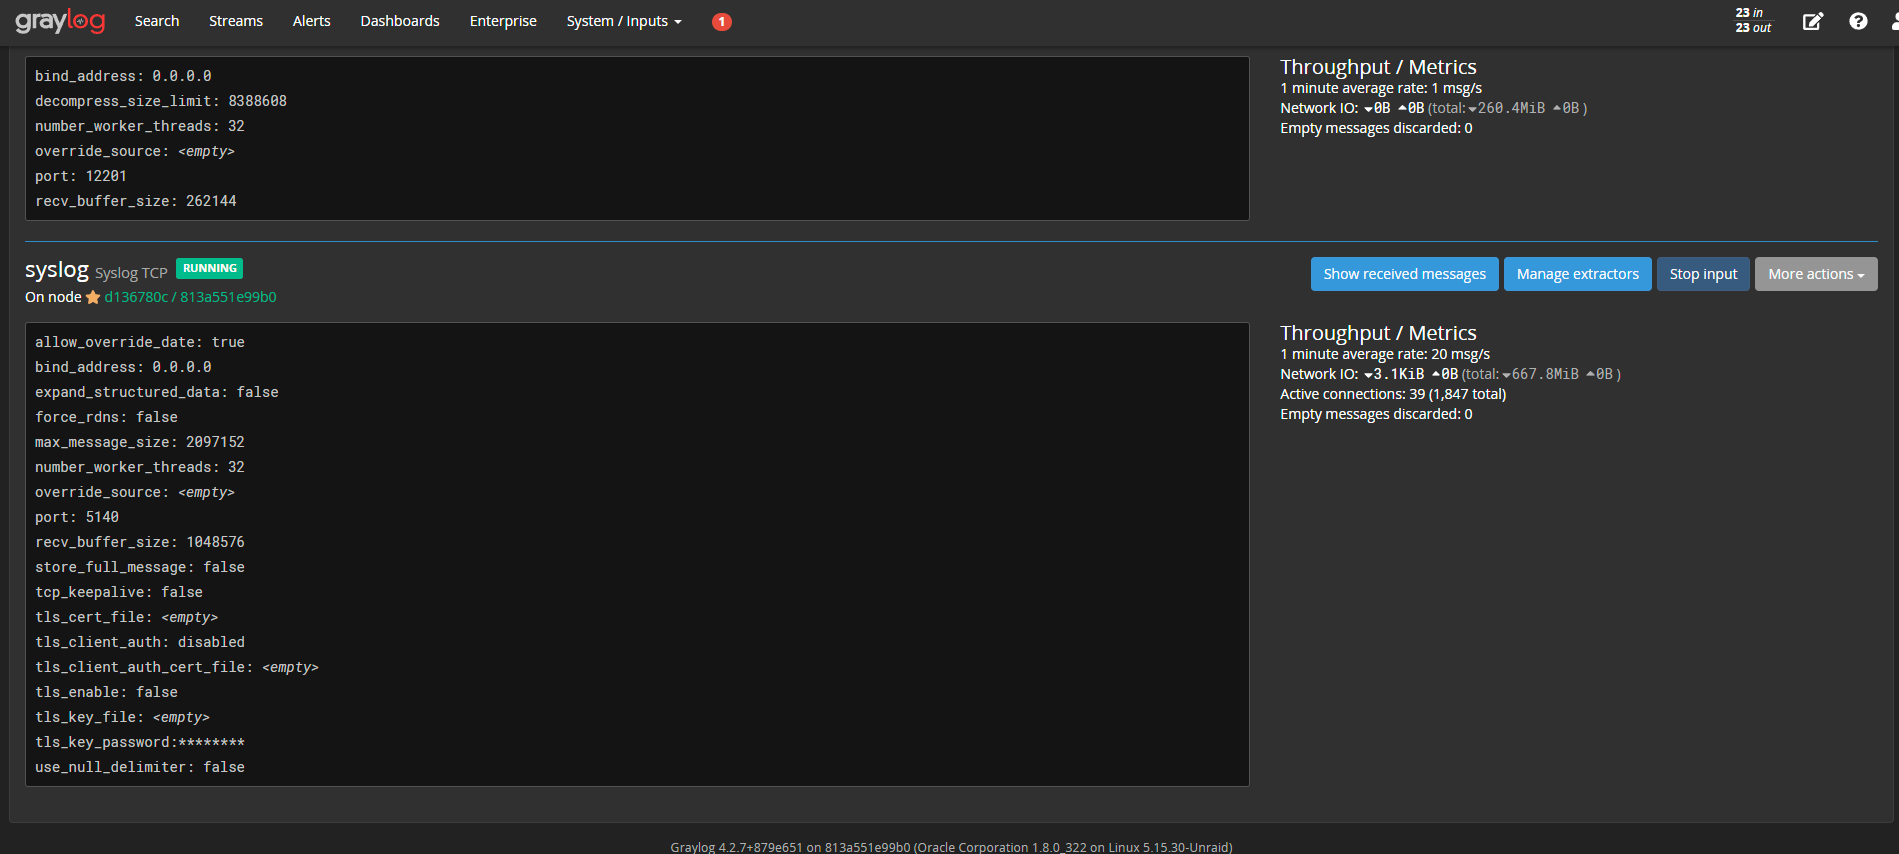 graylog Search Streams Alerts Dashboards Enterprise System / Inputs 1 23 in
23 out
bind_address: 0.0.0.0
decompress_size_limit: 8388608
number_worker_threads: 32
override_source: <empty>
port: 12201
recv_buffer_size: 262144
Throughput / Metrics
1 minute average rate: 1 msg/s
Network IO: 0B 0B (total: 260.4MiB 0B )
Empty messages discarded: 0
syslog Syslog TCP RUNNING
On node d136780c / 813a551e99b0
Show received messages Manage extractors Stop input More actions
allow_override_date: true
bind_address: 0.0.0.0
expand_structured_data: false
force_rdns: false
max_message_size: 2097152
number_worker_threads: 32
override_source: <empty>
port: 5140
recv_buffer_size: 1048576
store_full_message: false
tcp_keepalive: false
tls_cert_file: <empty>
tls_client_auth: disabled
tls_client_auth_cert_file: <empty>
tls_enable: false
tls_key_file: <empty>
tls_key_password:********
use_null_delimiter: false
Throughput / Metrics
1 minute average rate: 20 msg/s
Network IO: 3.1KiB 0B (total: 667.8MiB 0B )
Active connections: 39 (1,847 total)
Empty messages discarded: 0
Graylog 4.2.7+879e651 on 813a551e99b0 (Oracle Corporation 1.8.0_322 on Linux 5.15.30-Unraid)